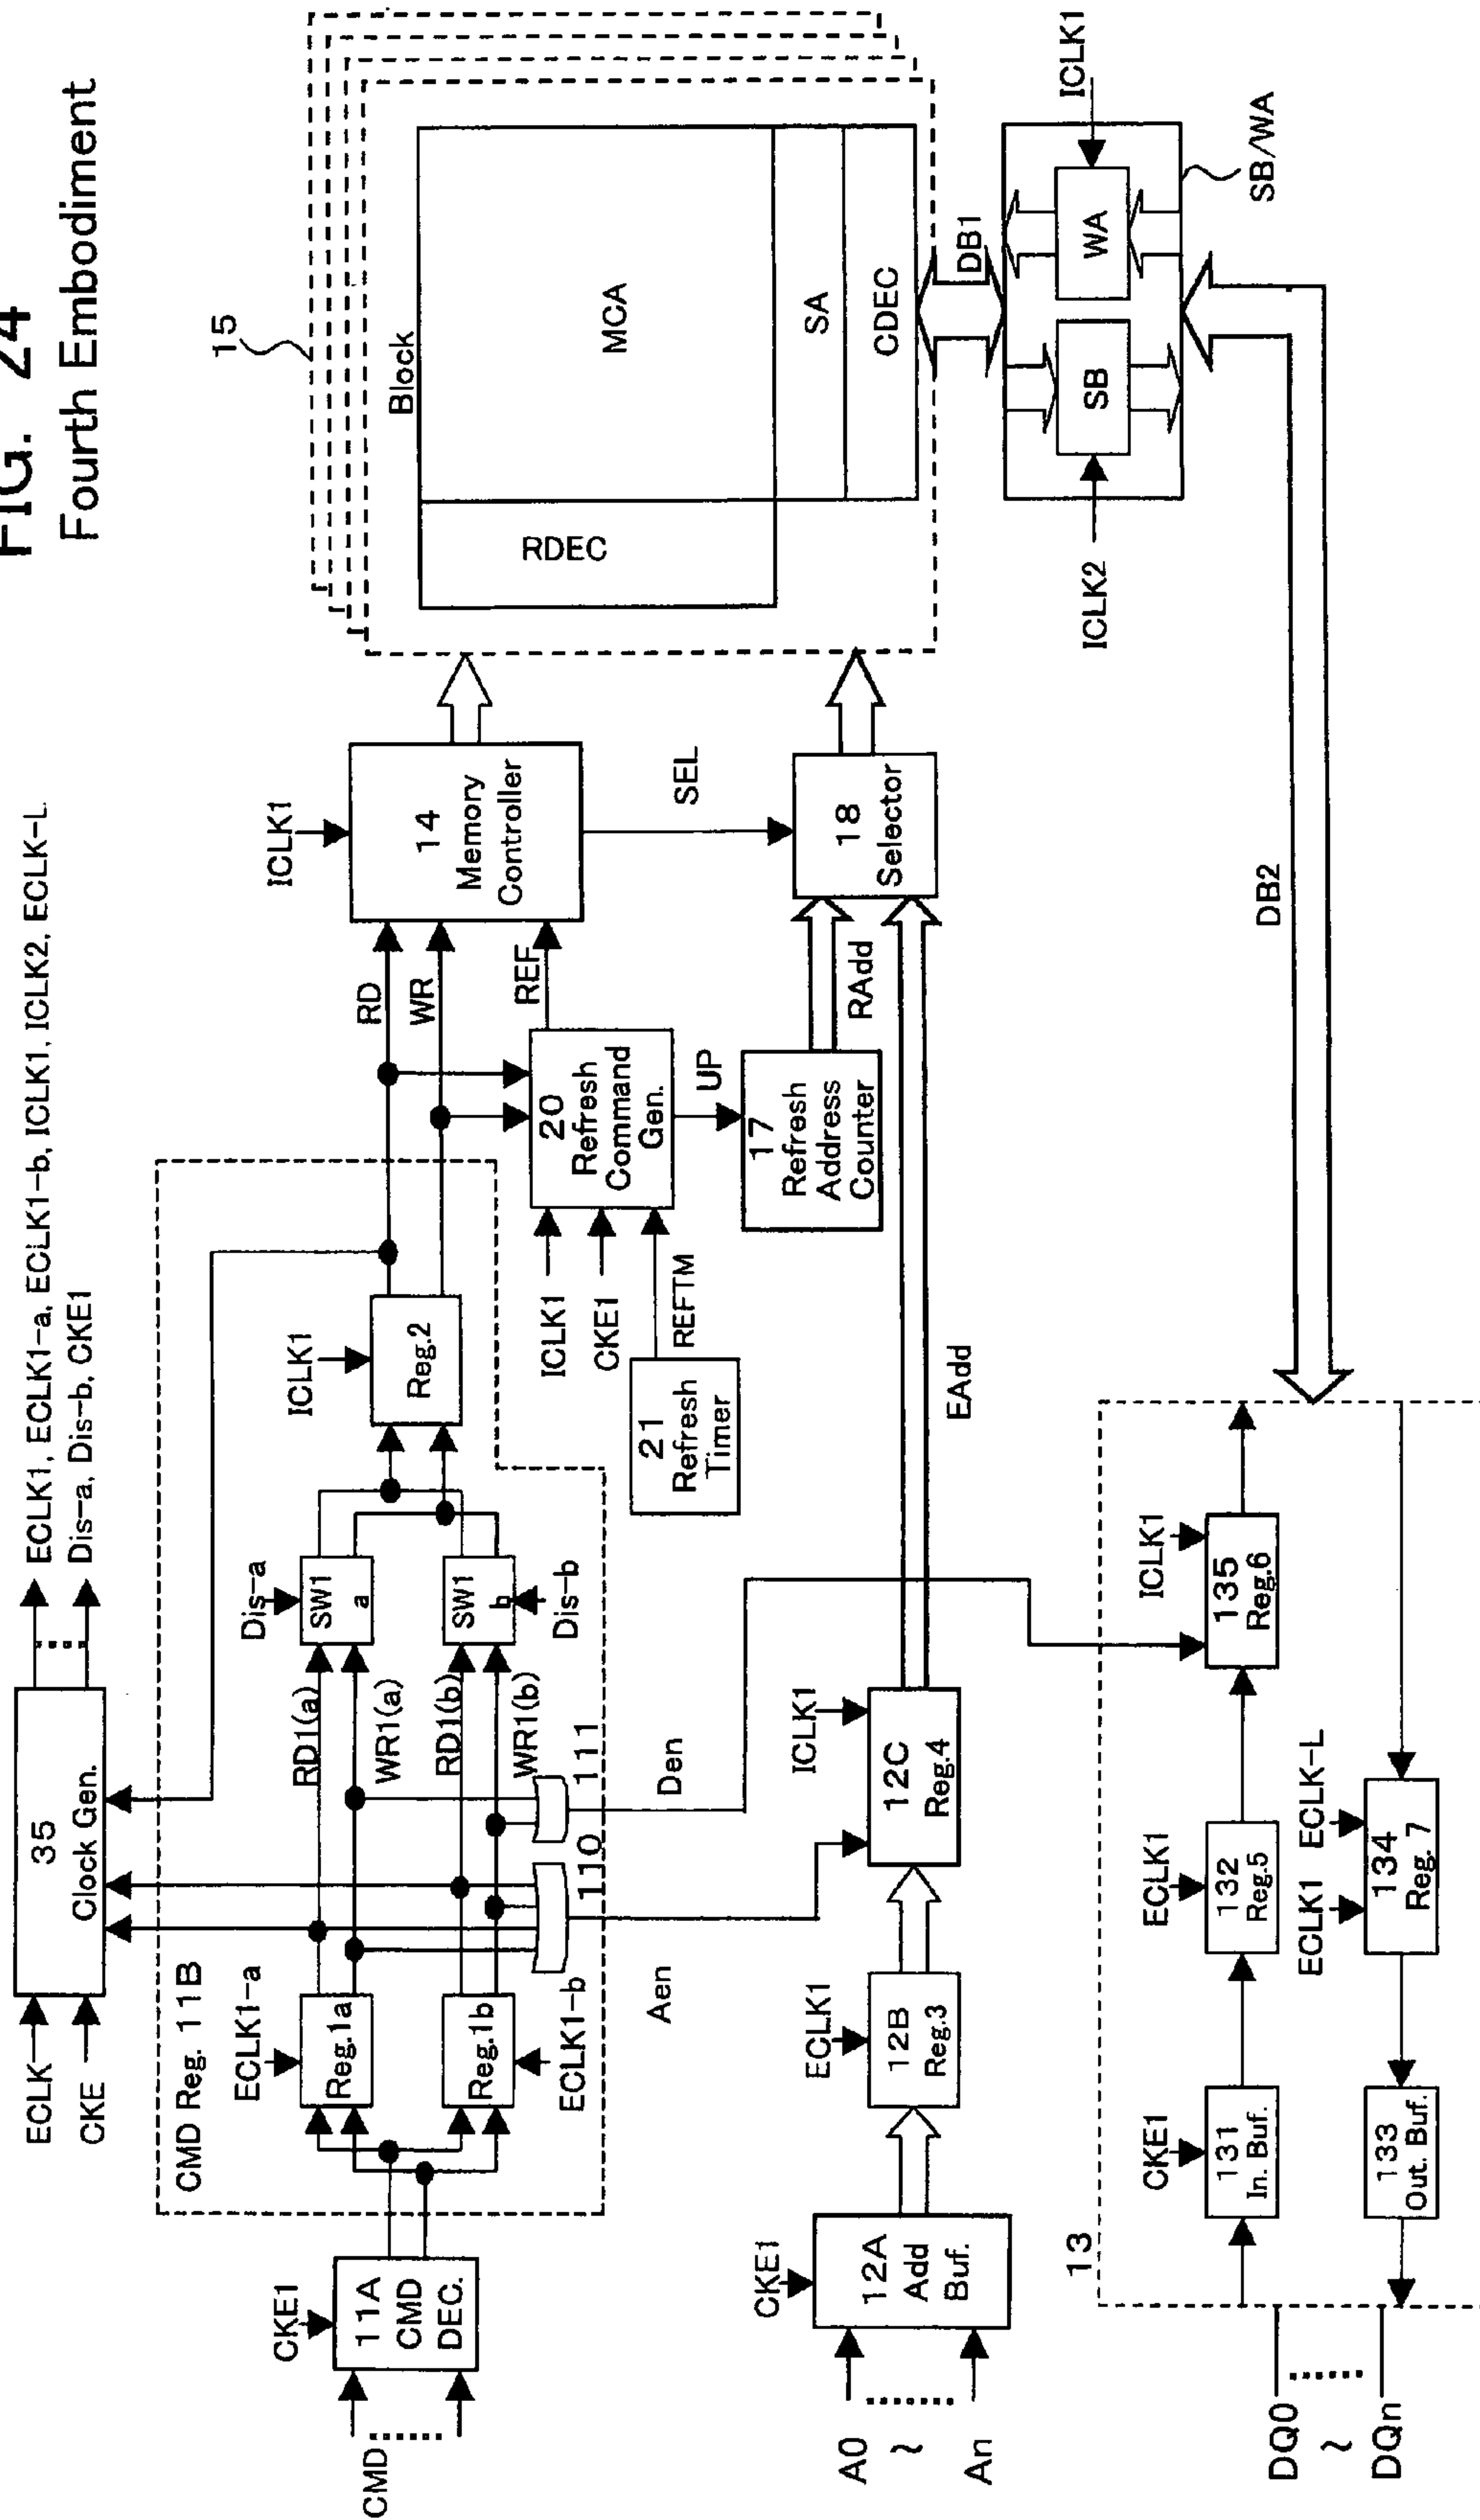 FIG. 24
Fourth Embodiment
ECLK
CKE
35
Clock Gen.
ECLK1, ECLK1-a, ECLK1-b, ICLK1, ICLK2, ECLK-L
Dis-a, Dis-b, CKE1
CMD Reg. 11B
CKE1
CMD
11A
CMD
DEC.
ECLK1-a
Reg.1a
Reg.1b
ECLK1-b
RD1(a)
WR1(a)
RD1(b)
WR1(b)
110
111
Dis-a
SW1
a
SW1
b
Dis-b
ICLK1
Reg.2
RD
WR
REF
ICLK1
14
Memory
Controller
SEL
ICLK1
CKE1
REFTM
20
Refresh
Command
Gen.
UP
21
Refresh
Timer
17
Refresh
Address
Counter
RAdd
18
Selector
15
Block
MCA
RDEC
SA
CDEC
DB1
ICLK2
SB
WA
ICLK1
SB/WA
Aen
Den
CKE1
A0
~
An
12A
Add
Buf.
ECLK1
12B
Reg.3
ICLK1
12C
Reg.4
EAdd
DB2
13
DQ0
~
DQn
CKE1
131
In. Buf.
ECLK1
132
Reg.5
ICLK1
135
Reg.6
133
Out. Buf.
ECLK1
ECLK-L
134
Reg. 7